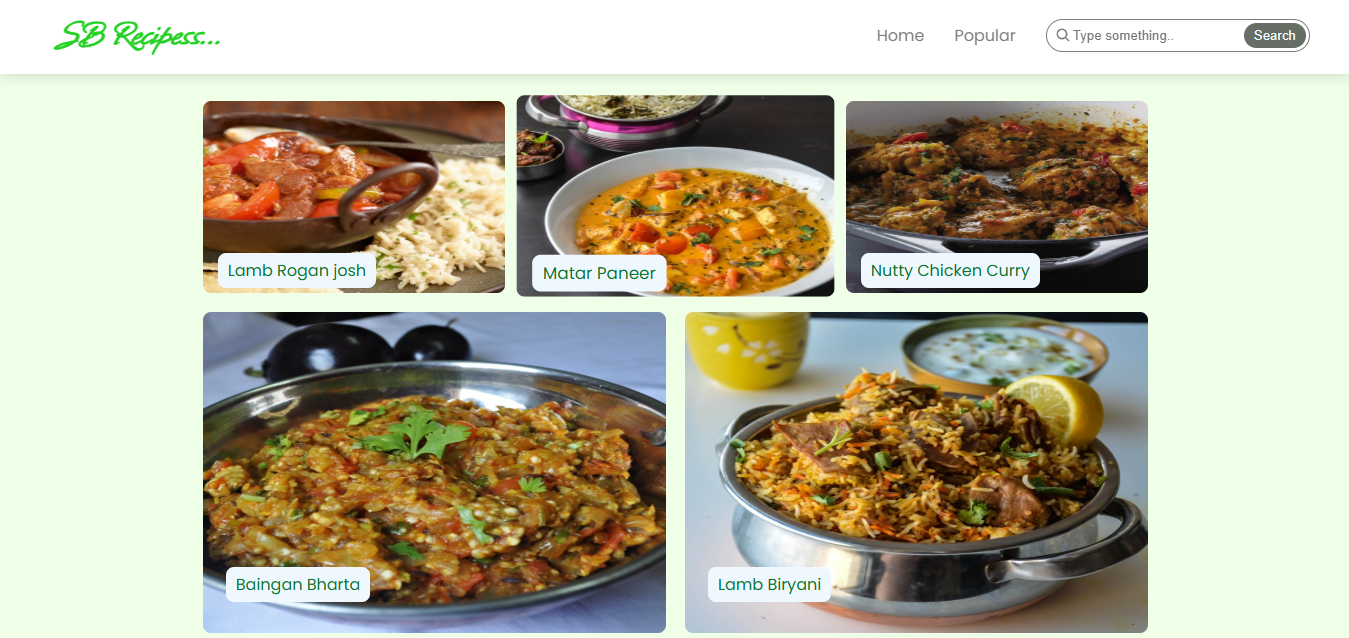 SB Recipess...
Home
Popular
Type something..
Search
Lamb Rogan josh
Matar Paneer
Nutty Chicken Curry
Baingan Bharta
Lamb Biryani